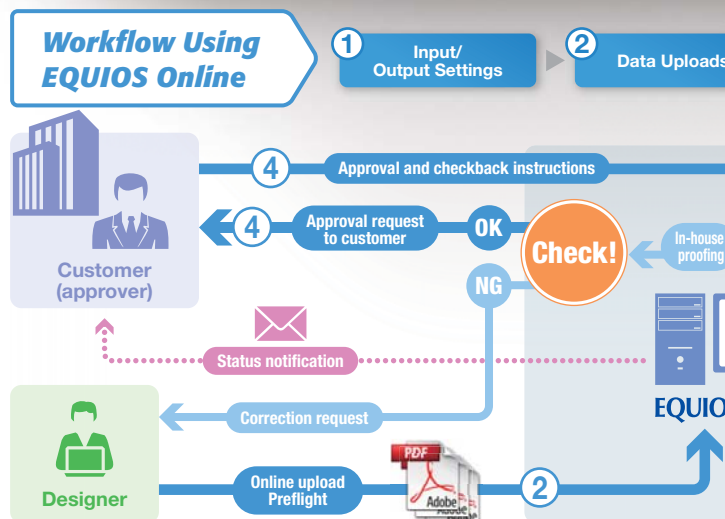 Workflow Using
EQUIOS Online
1
Input/
Output Settings
2
Data Uploads
4
Approval and checkback instructions
4
Approval request
to customer
OK
Check!
In-house
proofing
NG
Customer
(approver)
Status notification
EQUIO
Correction request
Designer
Online upload
Preflight
PDF
Adobe
Adobe
2